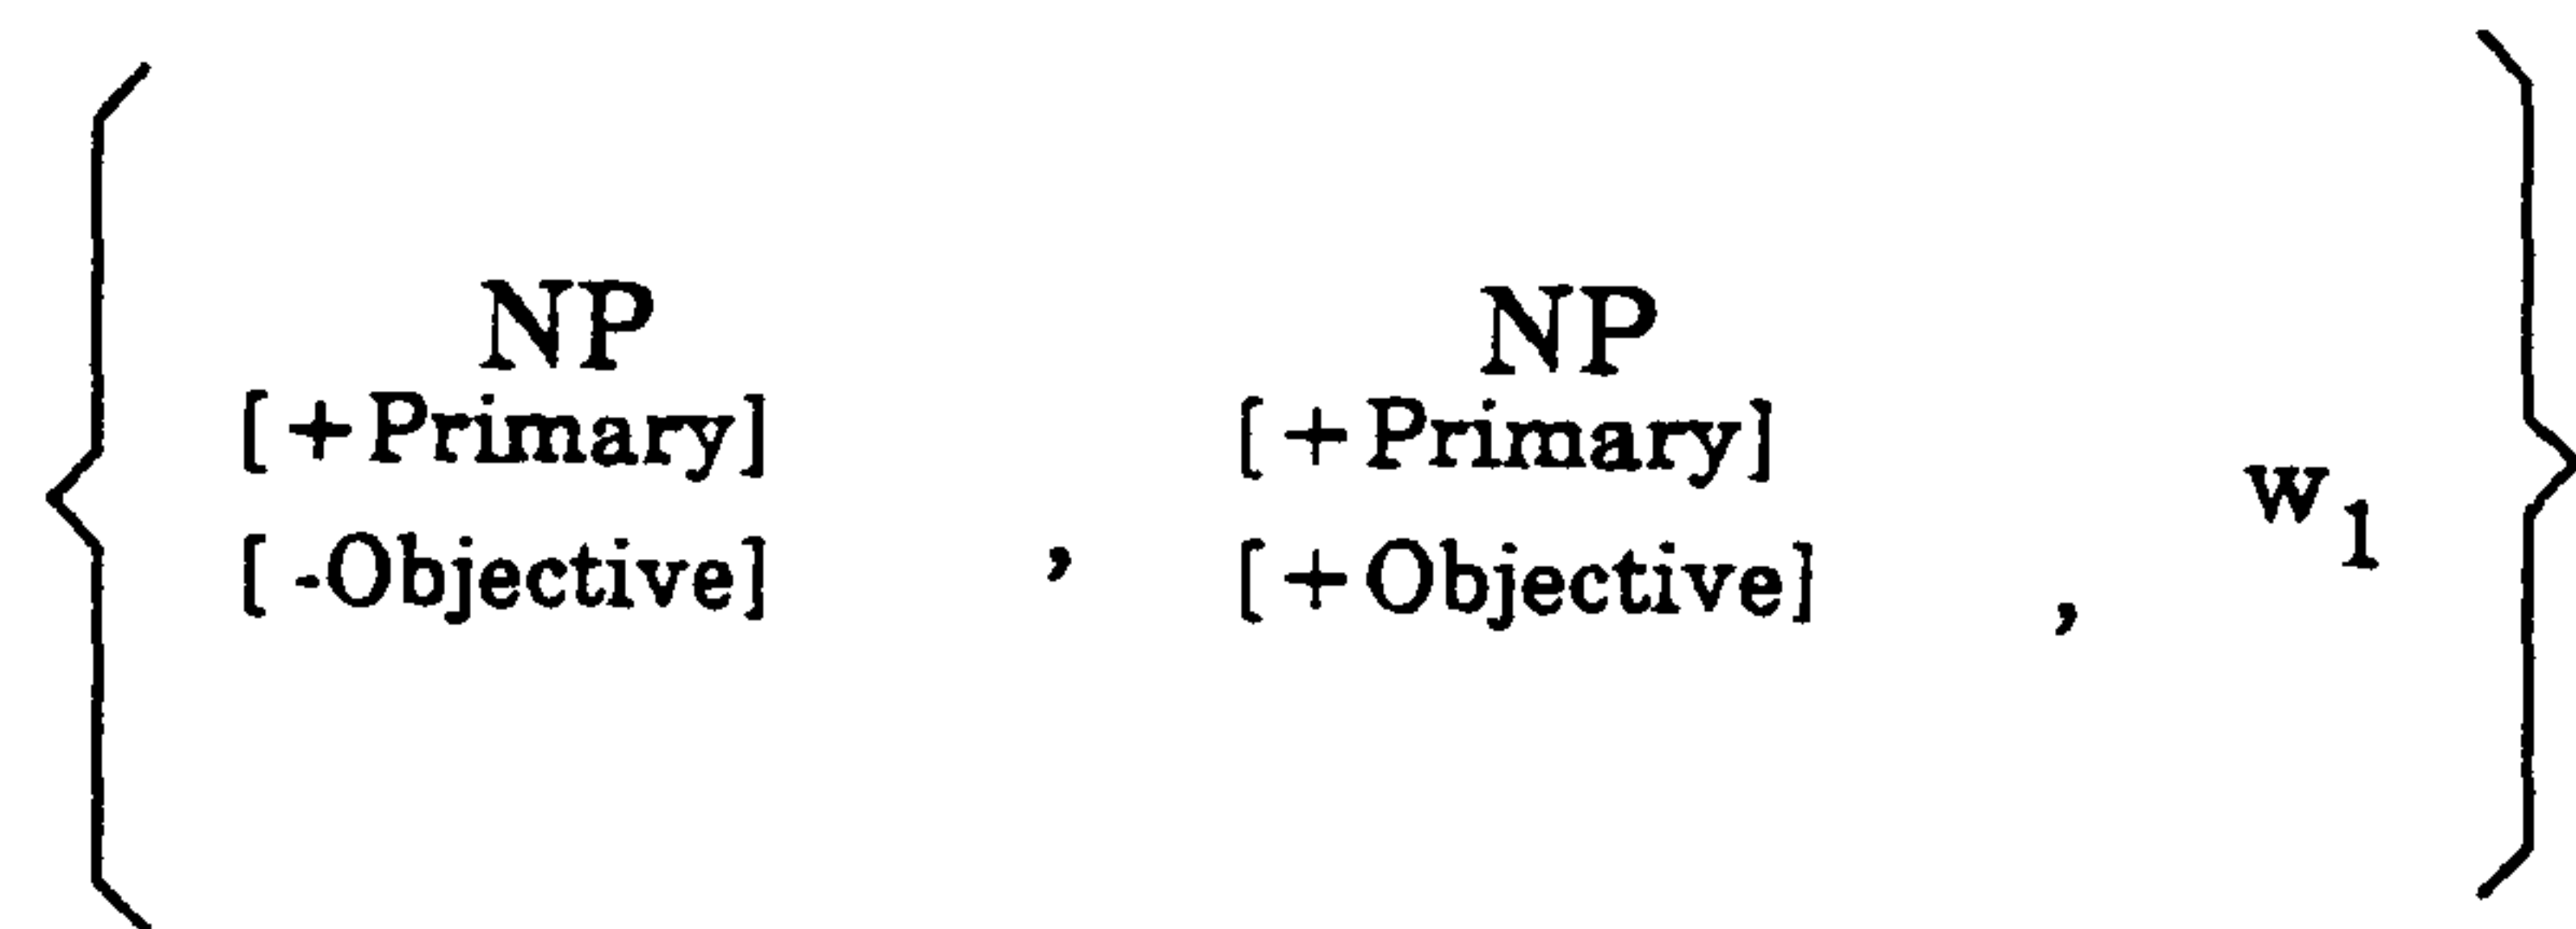 { NP NP
[+Primary] [+Primary]
[-Objective] , [+Objective] , w₁ }